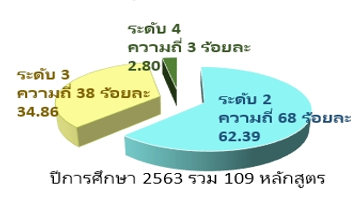 ระดับ 4
ความถี่ 3 ร้อยละ
2.80
ระดับ 3
ความถี่ 38 ร้อยละ
34.86
ระดับ 2
ความถี่ 68 ร้อยละ
62.39
ปีการศึกษา 2563 รวม 109 หลักสูตร